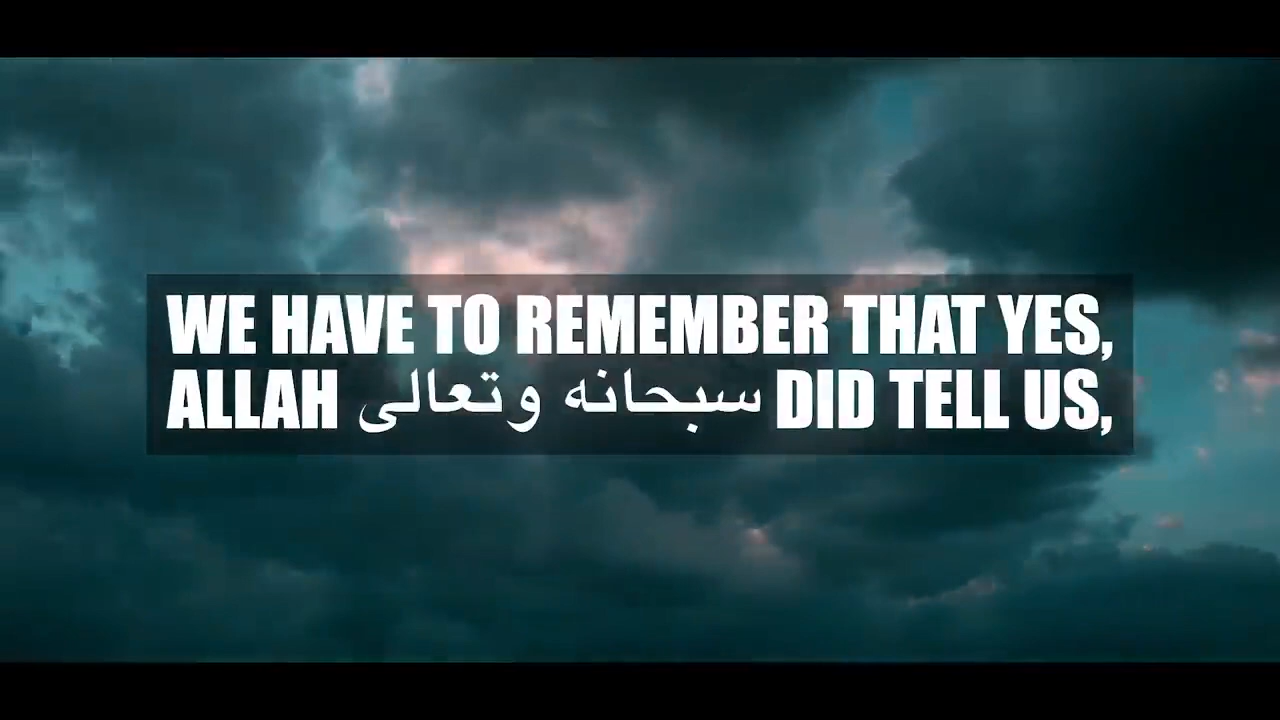 WE HAVE TO REMEMBER THAT YES,
ALLAH سبحانه وتعالى DID TELL US,